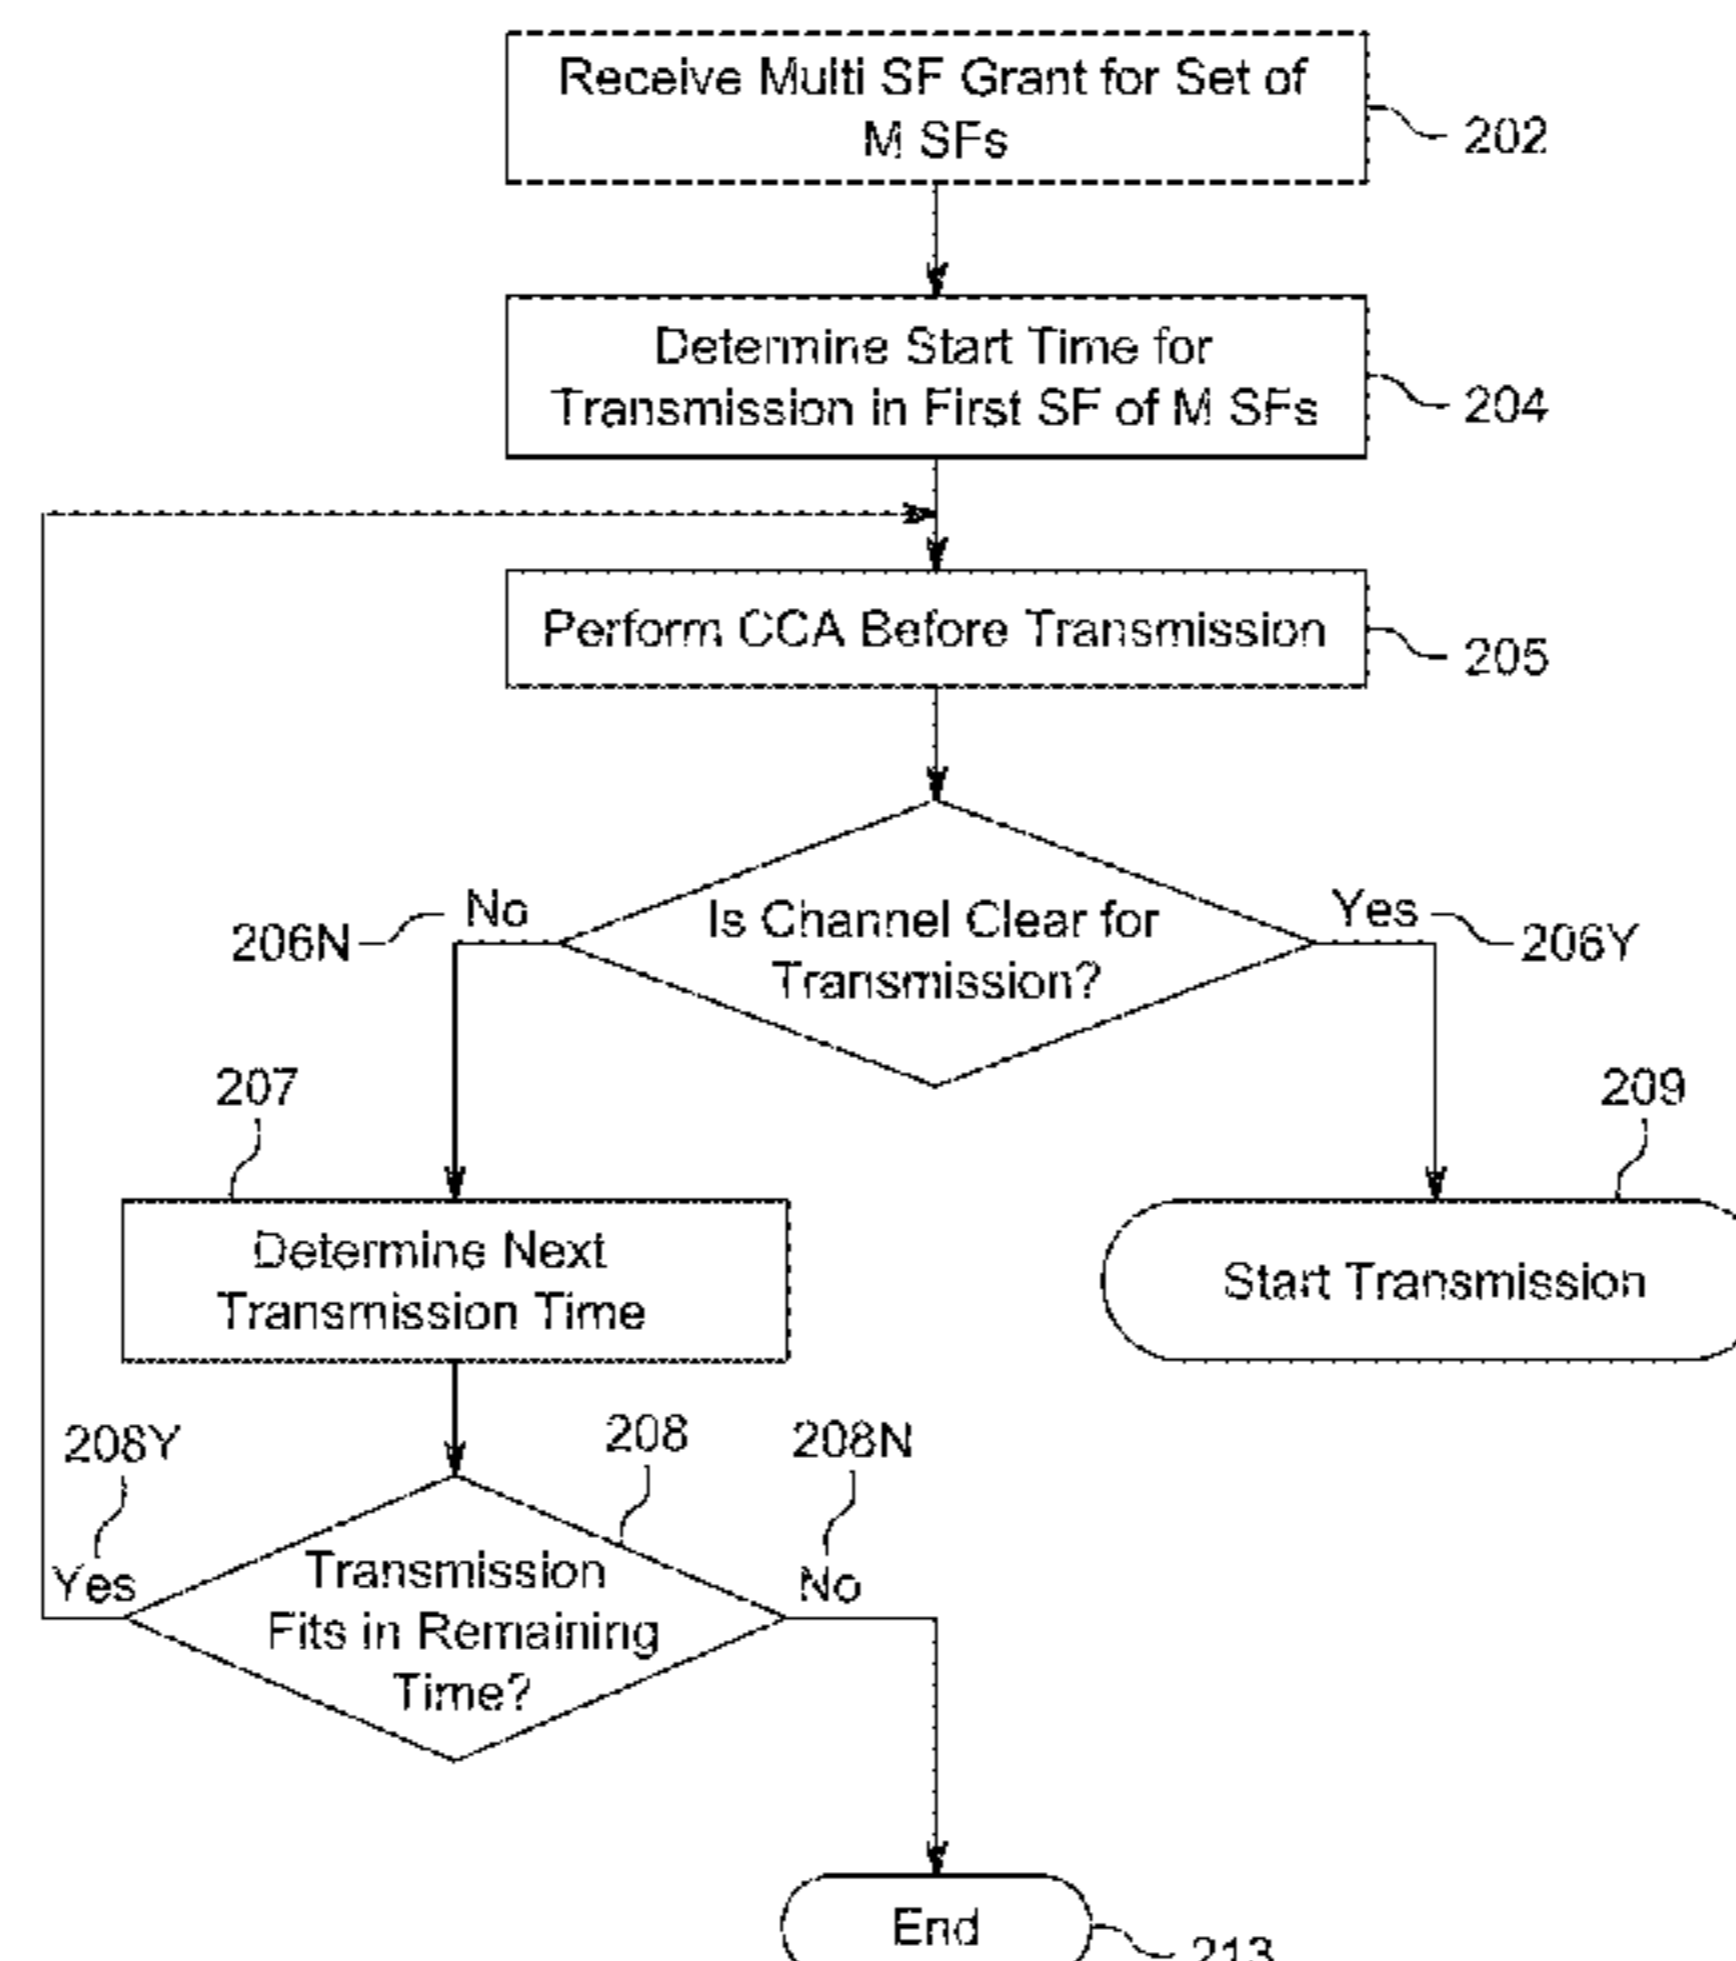 Receive Multi SF Grant for Set of
M SFs
202
Determine Start Time for
Transmission in First SF of M SFs
204
Perform CCA Before Transmission
205
No
206N
Is Channel Clear for
Transmission?
Yes
206Y
207
209
Determine Next
Transmission Time
Start Transmission
208Y
208
208N
Yes
Transmission
Fits in Remaining
Time?
No
End
213